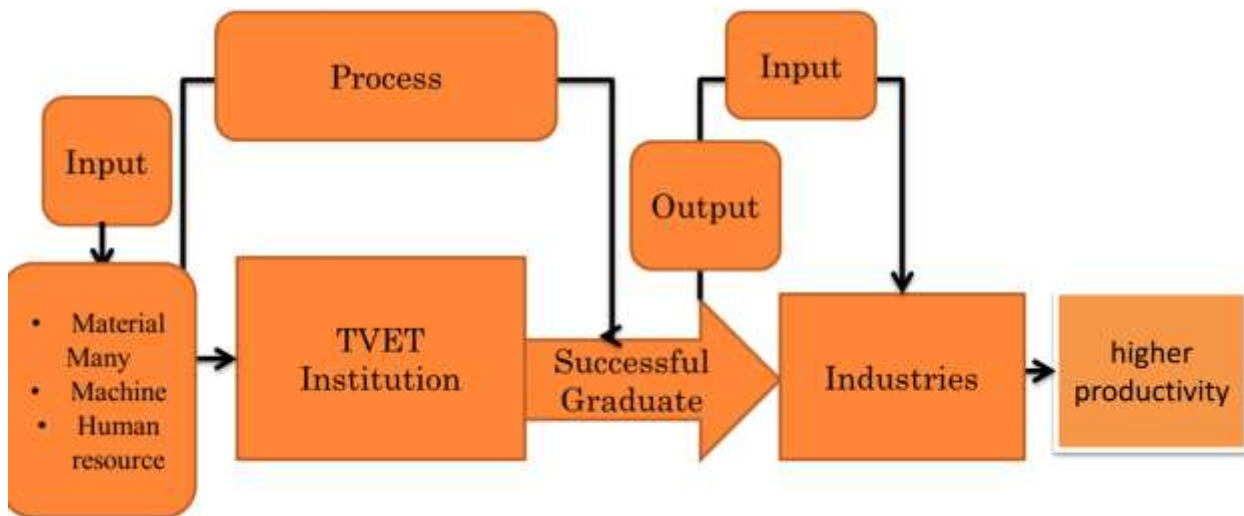 Process
Input
Input
Output
• Material
Many
• Machine
• Human
resource
TVET
Institution
Successful
Graduate
Industries
higher
productivity